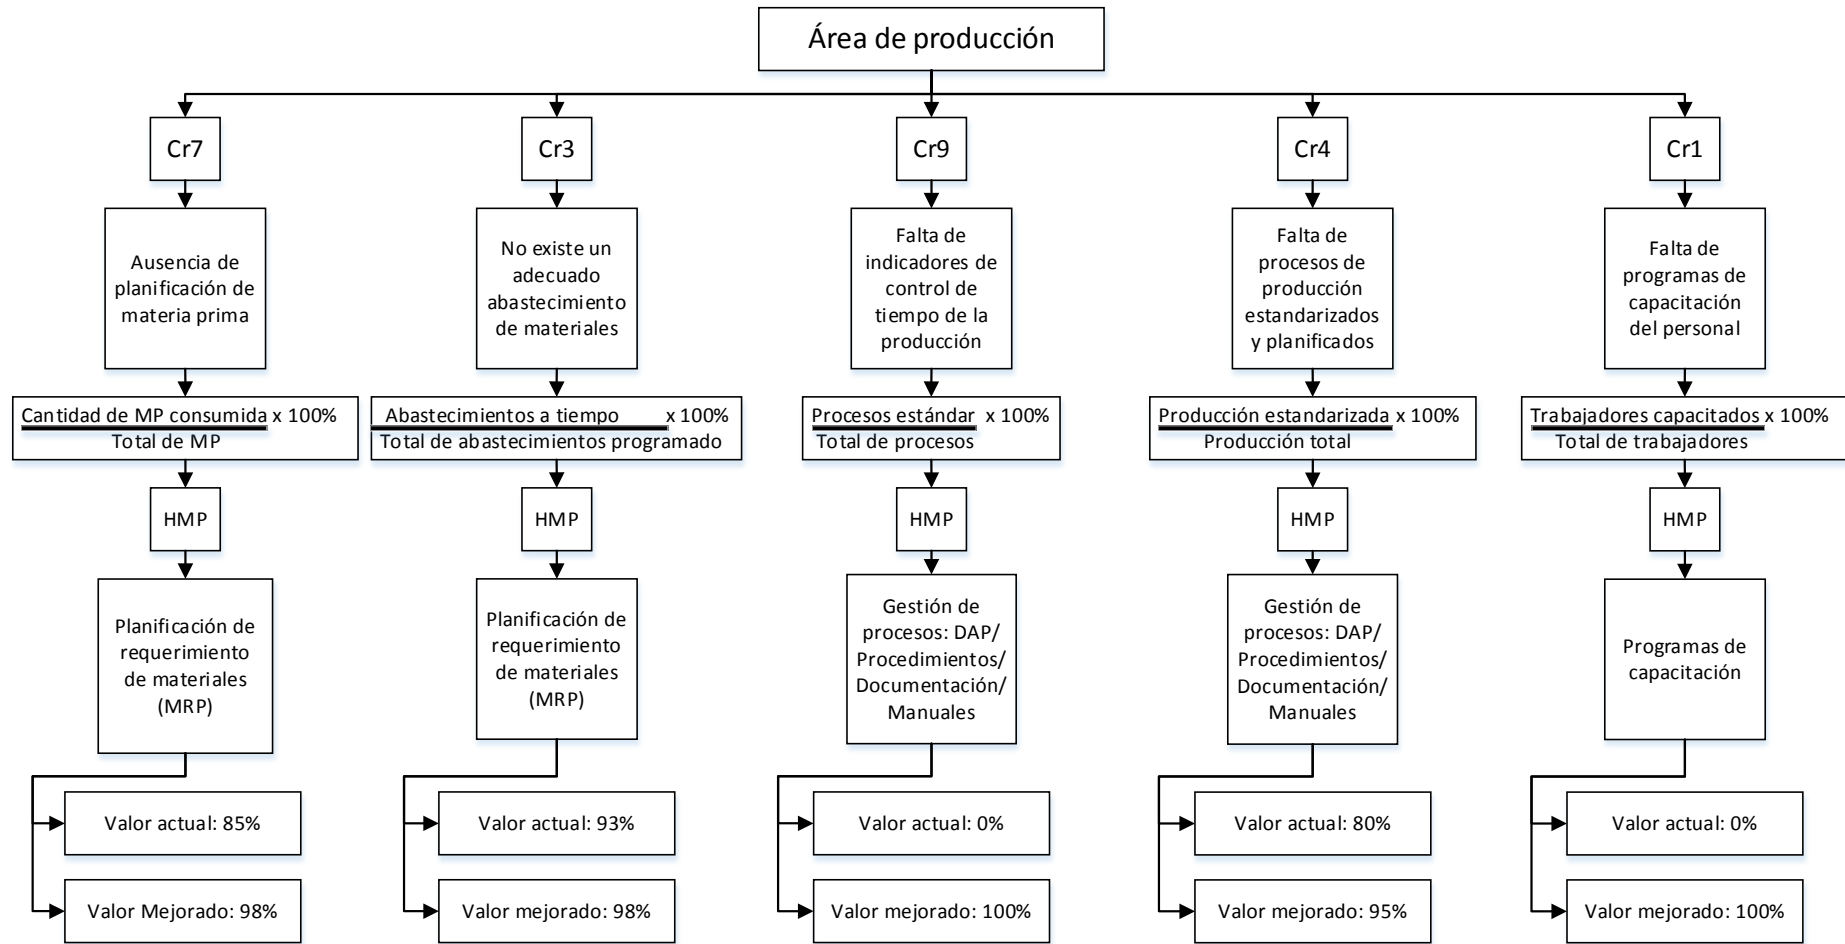 Área de producción
Cr7
Ausencia de
planificación de
materia prima
Cantidad de MP consumida x 100%
Total de MP
HMP
Planificación de
requerimiento
de materiales
(MRP)
Valor actual: 85%
Valor Mejorado: 98%
Cr3
No existe un
adecuado
abastecimiento
de materiales
Abastecimientos a tiempo x 100%
Total de abastecimientos programado
HMP
Planificación de
requerimiento
de materiales
(MRP)
Valor actual: 93%
Valor mejorado: 98%
Cr9
Falta de
indicadores de
control de
tiempo de la
producción
Procesos estándar x 100%
Total de procesos
HMP
Gestión de
procesos: DAP/
Procedimientos/
Documentación/
Manuales
Valor actual: 0%
Valor mejorado: 100%
Cr4
Falta de
procesos de
producción
estandarizados
y planificados
Producción estandarizada x 100%
Producción total
HMP
Gestión de
procesos: DAP/
Procedimientos/
Documentación/
Manuales
Valor actual: 80%
Valor mejorado: 95%
Cr1
Falta de
programas de
capacitación
del personal
Trabajadores capacitados x 100%
Total de trabajadores
HMP
Programas de
capacitación
Valor actual: 0%
Valor mejorado: 100%